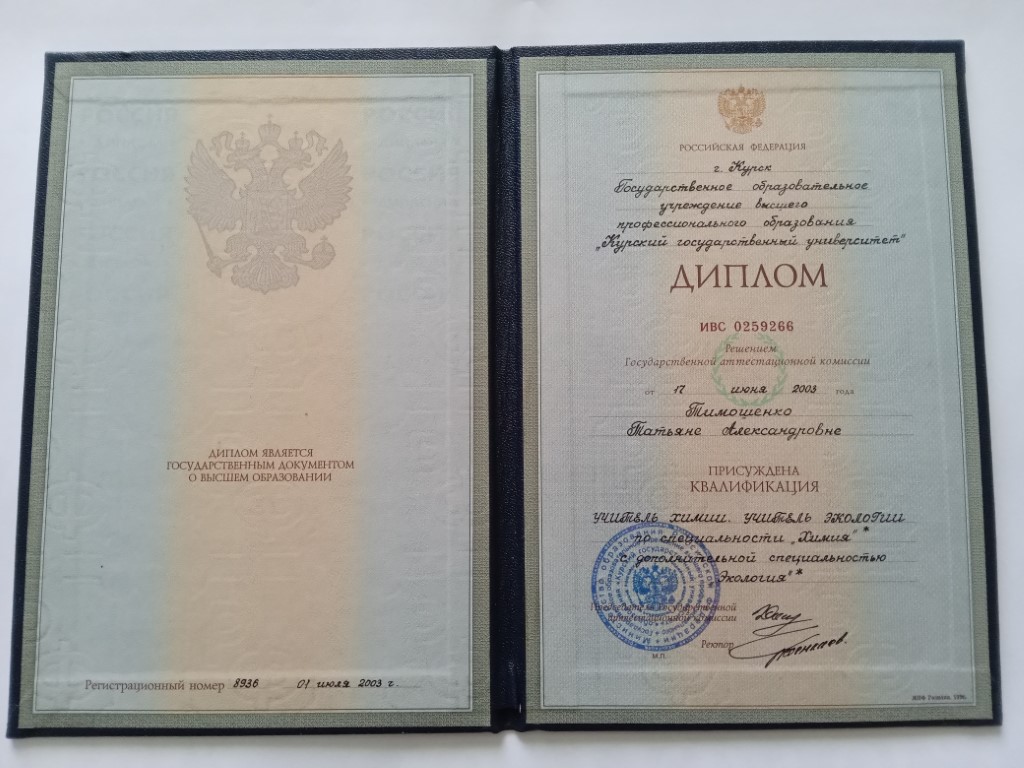 ДИПЛОМ ЯВЛЯЕТСЯ
ГОСУДАРСТВЕННЫМ ДОКУМЕНТОМ
О ВЫСШЕМ ОБРАЗОВАНИИ
Регистрационный номер 8936 01 июля 2003 г.
РОССИЙСКАЯ ФЕДЕРАЦИЯ
г. Курск
Государственное образовательное
учреждение высшего
профессионального образования
„Курский государственный университет"
ДИПЛОМ
ИВС 0259266
Решением
Государственной аттестационной комиссии
от 17 июня 2003 года
Тимошенко
Татьяне Александровне
ПРИСУЖДЕНА
КВАЛИФИКАЦИЯ
УЧИТЕЛЬ ХИМИИ. УЧИТЕЛЬ ЭКОЛОГИИ
по специальности „Химия"*
с дополнительной специальностью
Экология"*
Председатель Государственной
аттестационной комиссии
Ректор
М.П.